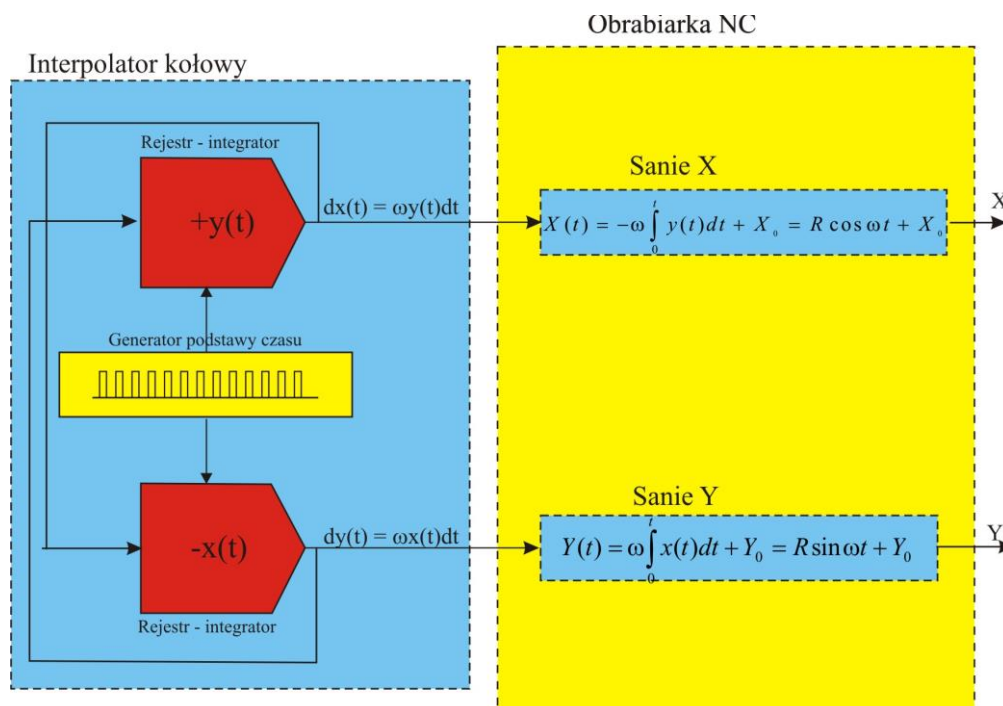 Obrabiarka NC
Interpolator kołowy
Rejestr - integrator
+y(t)
dx(t) = ωy(t)dt
Sanie X
X(t) = -ω∫₀ᵗ y(t)dt + X₀ = R cos ωt + X₀
X
Generator podstawy czasu
-x(t)
Rejestr - integrator
dy(t) = ωx(t)dt
Sanie Y
Y(t) = ω∫₀ᵗ x(t)dt + Y₀ = R sin ωt + Y₀
Y